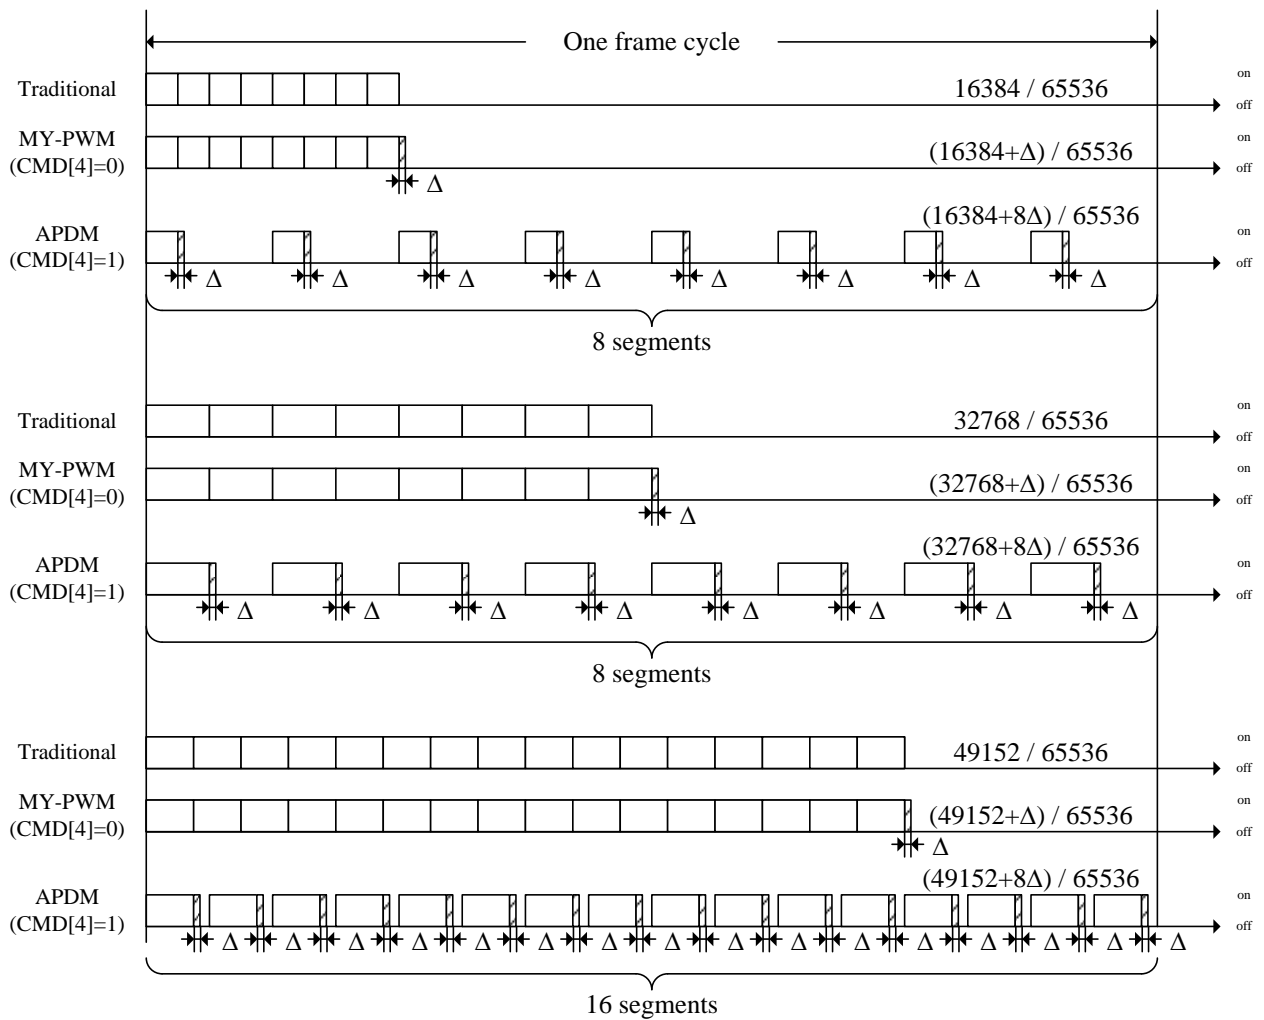 One frame cycle
Traditional
16384 / 65536
on
off
MY-PWM
(CMD[4]=0)
(16384+Δ) / 65536
on
off
Δ
APDM
(CMD[4]=1)
(16384+8Δ) / 65536
on
off
Δ Δ Δ Δ Δ Δ Δ Δ
8 segments
Traditional
32768 / 65536
on
off
MY-PWM
(CMD[4]=0)
(32768+Δ) / 65536
on
off
Δ
APDM
(CMD[4]=1)
(32768+8Δ) / 65536
on
off
Δ Δ Δ Δ Δ Δ Δ Δ
8 segments
Traditional
49152 / 65536
on
off
MY-PWM
(CMD[4]=0)
(49152+Δ) / 65536
on
off
Δ
APDM
(CMD[4]=1)
(49152+8Δ) / 65536
on
off
Δ Δ Δ Δ Δ Δ Δ Δ Δ Δ Δ Δ Δ Δ Δ Δ
16 segments